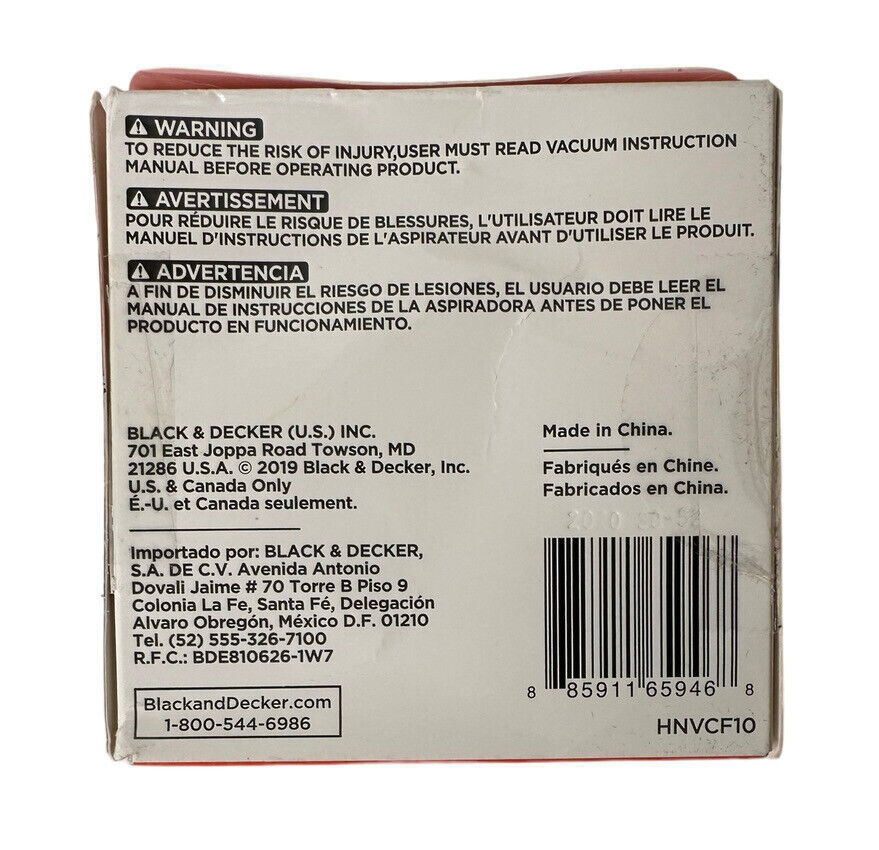 ⚠ WARNING
TO REDUCE THE RISK OF INJURY,USER MUST READ VACUUM INSTRUCTION
MANUAL BEFORE OPERATING PRODUCT.
⚠ AVERTISSEMENT
POUR RÉDUIRE LE RISQUE DE BLESSURES, L'UTILISATEUR DOIT LIRE LE
MANUEL D'INSTRUCTIONS DE L'ASPIRATEUR AVANT D'UTILISER LE PRODUIT.
⚠ ADVERTENCIA
A FIN DE DISMINUIR EL RIESGO DE LESIONES, EL USUARIO DEBE LEER EL
MANUAL DE INSTRUCCIONES DE LA ASPIRADORA ANTES DE PONER EL
PRODUCTO EN FUNCIONAMIENTO.
BLACK & DECKER (U.S.) INC.
701 East Joppa Road Towson, MD
21286 U.S.A. © 2019 Black & Decker, Inc.
U.S. & Canada Only
É.-U. et Canada seulement.
Importado por: BLACK & DECKER,
S.A. DE C.V. Avenida Antonio
Dovali Jaime # 70 Torre B Piso 9
Colonia La Fe, Santa Fé, Delegación
Alvaro Obregón, México D.F. 01210
Tel. (52) 555-326-7100
R.F.C.: BDE810626-1W7
BlackandDecker.com
1-800-544-6986
Made in China.
Fabriqués en Chine.
Fabricados en China.
8 85911 65946 8
HNVCF10